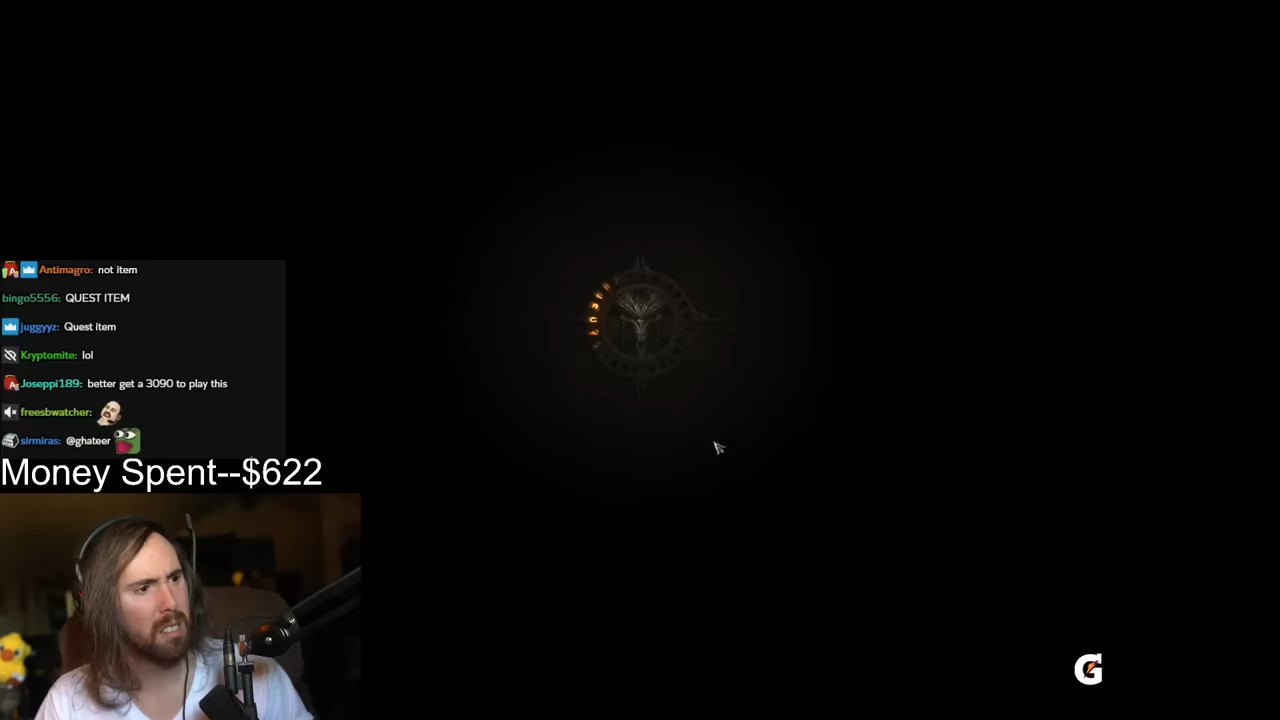 Antimagro: not item
bingo5556: QUEST ITEM
juggyyz: Quest item
Kryptomite: lol
Joseppi189: better get a 3090 to play this
freesbwatcher:
sirmiras: @ghateer
Money Spent--$622
G